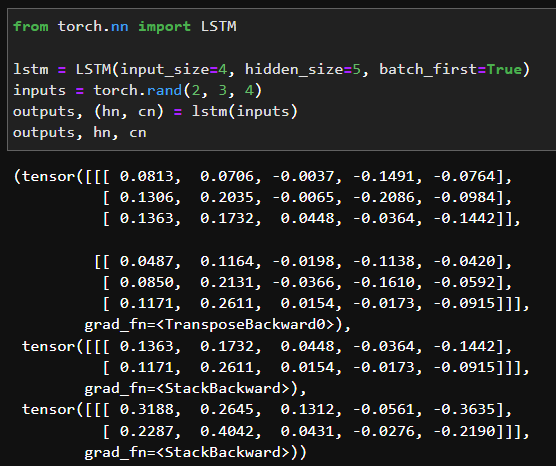 from torch.nn import LSTM
lstm = LSTM(input_size=4, hidden_size=5, batch_first=True)
inputs = torch.rand(2, 3, 4)
outputs, (hn, cn) = lstm(inputs)
outputs, hn, cn
(tensor([[[ 0.0813,  0.0706, -0.0037, -0.1491, -0.0764],
[ 0.1306,  0.2035, -0.0065, -0.2086, -0.0984],
[ 0.1363,  0.1732,  0.0448, -0.0364, -0.1442]],
[[ 0.0487,  0.1164, -0.0198, -0.1138, -0.0420],
[ 0.0850,  0.2131, -0.0366, -0.1610, -0.0592],
[ 0.1171,  0.2611,  0.0154, -0.0173, -0.0915]]],
grad_fn=<TransposeBackward0>),
tensor([[[ 0.1363,  0.1732,  0.0448, -0.0364, -0.1442],
[ 0.1171,  0.2611,  0.0154, -0.0173, -0.0915]]],
grad_fn=<StackBackward>),
tensor([[[ 0.3188,  0.2645,  0.1312, -0.0561, -0.3635],
[ 0.2287,  0.4042,  0.0431, -0.0276, -0.2190]]],
grad_fn=<StackBackward>))